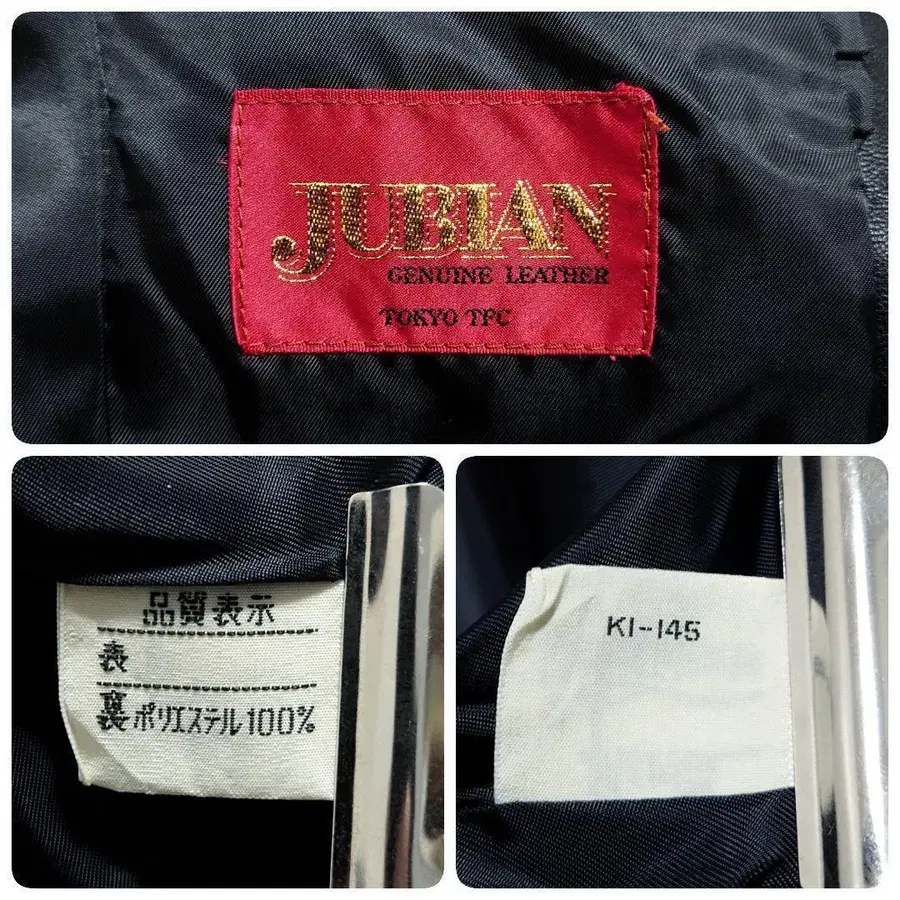 JUBIAN
GENUINE LEATHER
TOKYO TFC
品質表示
表
裏 ポリエステル100%
KI-145